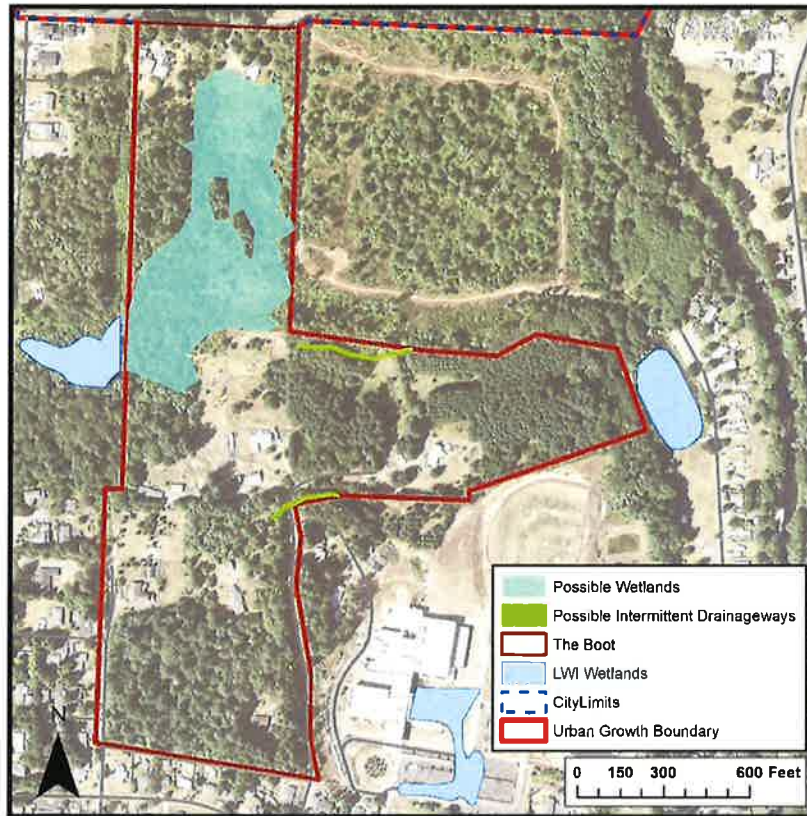 Possible Wetlands
Possible Intermittent Drainageways
The Boot
LWI Wetlands
CityLimits
Urban Growth Boundary
N
0 150 300 600 Feet